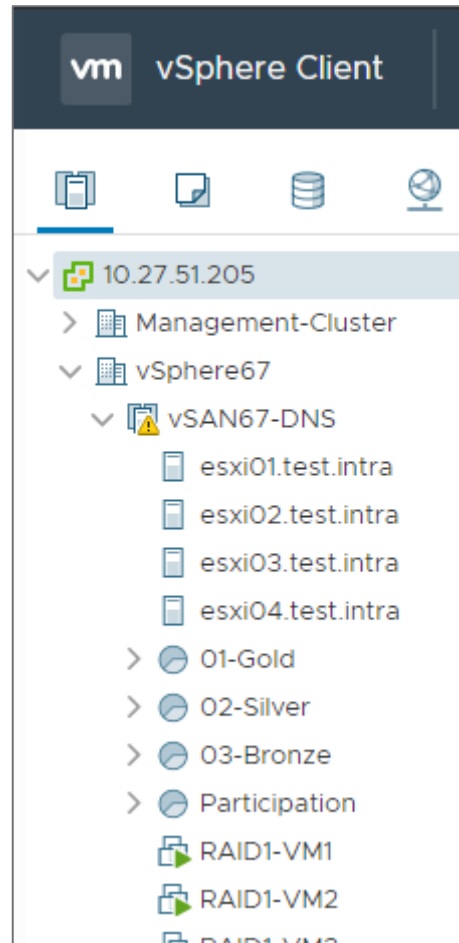 vm vSphere Client
10.27.51.205
Management-Cluster
vSphere67
vSAN67-DNS
esxi01.test.intra
esxi02.test.intra
esxi03.test.intra
esxi04.test.intra
01-Gold
02-Silver
03-Bronze
Participation
RAID1-VM1
RAID1-VM2